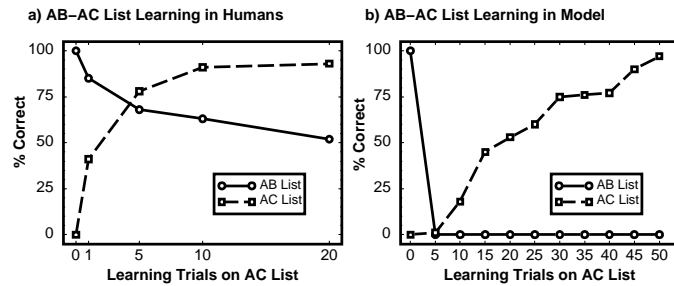 a) AB–AC List Learning in Humans
100
75
50
25
0
% Correct
AB List
AC List
0 1 5 10 20
Learning Trials on AC List
b) AB–AC List Learning in Model
100
75
50
25
0
% Correct
AB List
AC List
0 5 10 15 20 25 30 35 40 45 50
Learning Trials on AC List